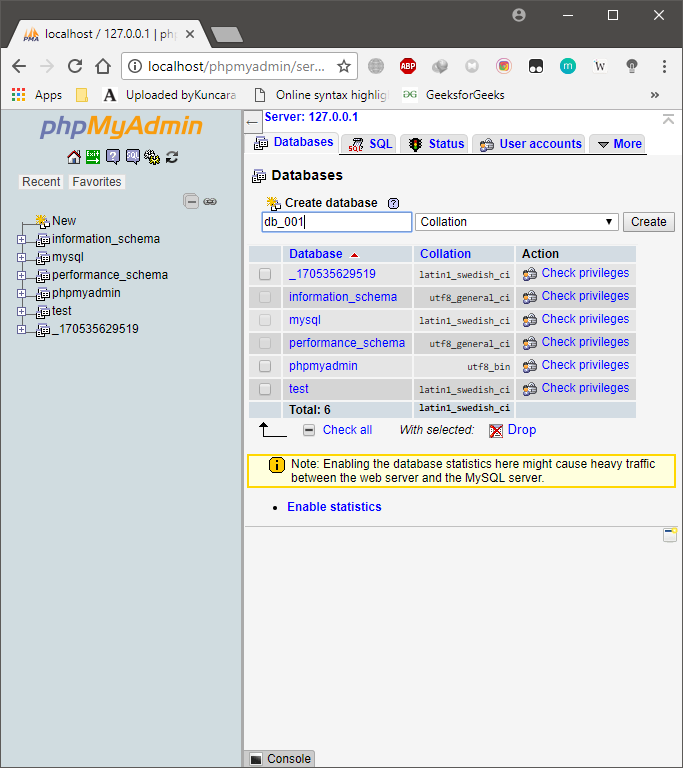 PMA
localhost / 127.0.0.1 | ph
localhost/phpmyadmin/ser...
ABP
m
W
Apps
A Uploaded byKuncara
Online syntax highlig
GeeksforGeeks
»
phpMyAdmin
Exit
SQL
Recent
Favorites
New
information_schema
mysql
performance_schema
phpmyadmin
test
_170535629519
Server: 127.0.0.1
Databases
SQL
Status
User accounts
More
Databases
Create database
db_001
Collation
Create
Database Collation Action
_170535629519 latin1_swedish_ci Check privileges
information_schema utf8_general_ci Check privileges
mysql latin1_swedish_ci Check privileges
performance_schema utf8_general_ci Check privileges
phpmyadmin utf8_bin Check privileges
test latin1_swedish_ci Check privileges
Total: 6 latin1_swedish_ci
Check all With selected: Drop
Note: Enabling the database statistics here might cause heavy traffic
between the web server and the MySQL server.
• Enable statistics
Console